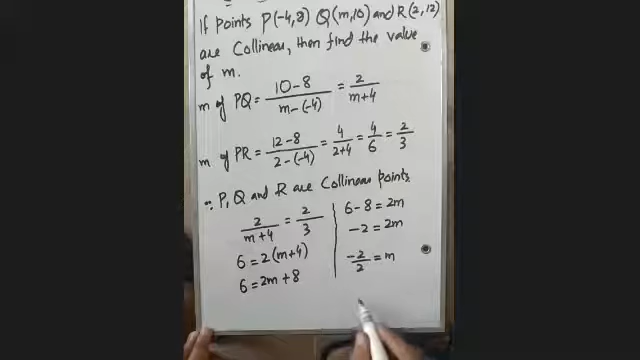 If points P(-4,8) Q(m,10) and R(2,12)
are Collinear, then find the value
of m.
m of PQ = 10-8 / m-(-4) = 2 / m+4
m of PR = 12-8 / 2-(-4) = 4 / 2+4 = 4/6 = 2/3
∵ P, Q and R are Collinear points
2 / m+4 = 2/3
6 = 2(m+4)
6 = 2m + 8
6-8 = 2m
-2 = 2m
-2/2 = m